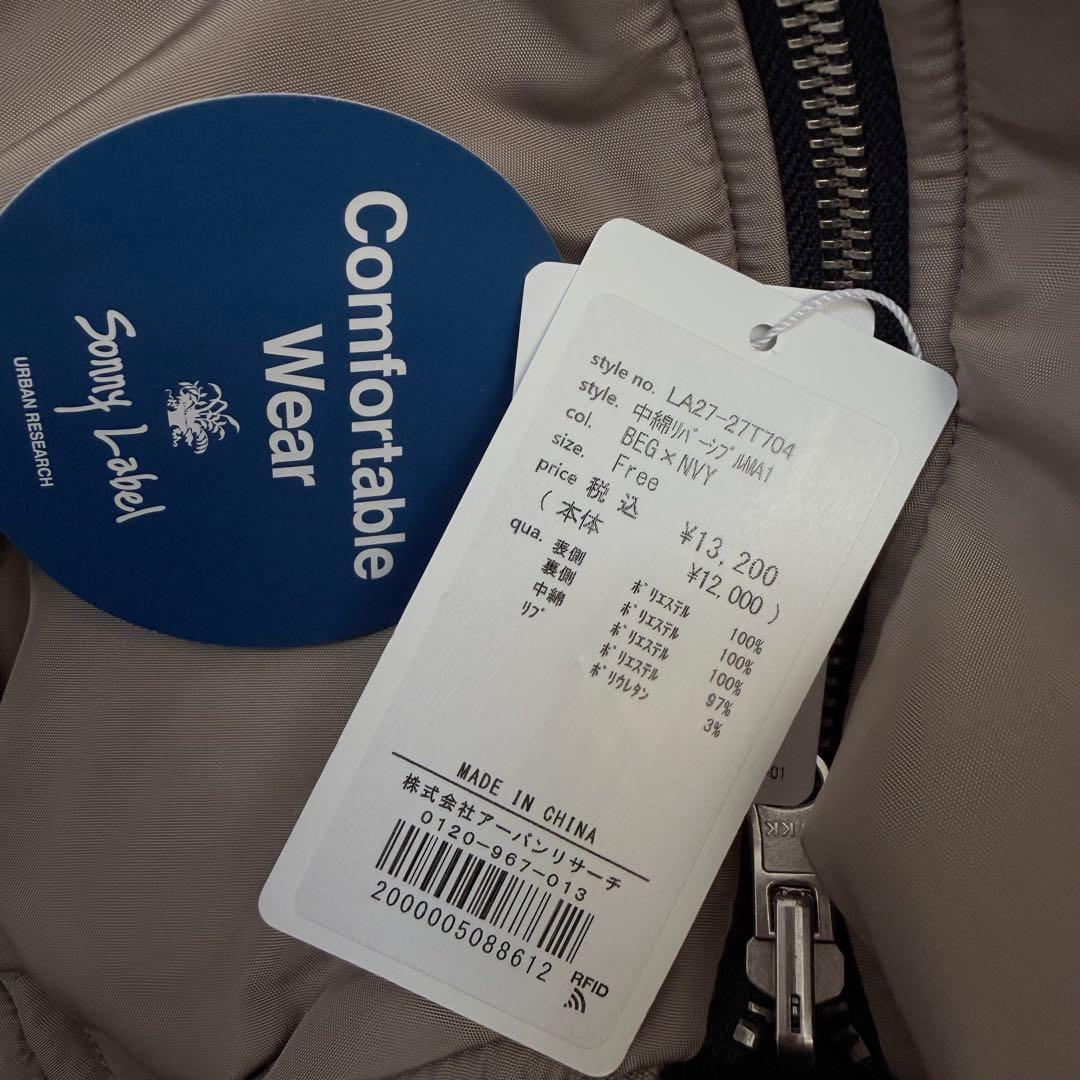 Comfortable
Wear
Sonny Label
URBAN RESEARCH
style no. LA27-27T704
style. 中綿ﾘﾊﾞｰｼﾌﾞﾙMA1
col. BEG×NVY
size. Free
price 税込 ¥13,200
(本体 ¥12,000)
qua. 表側 ﾎﾟﾘｴｽﾃﾙ 100%
裏側 ﾎﾟﾘｴｽﾃﾙ 100%
中綿 ﾎﾟﾘｴｽﾃﾙ 100%
ﾘﾌﾞ ﾎﾟﾘｴｽﾃﾙ 97%
ﾎﾟﾘｳﾚﾀﾝ 3%
MADE IN CHINA
株式会社アーバンリサーチ
0120-967-013
2000005088612
RFID